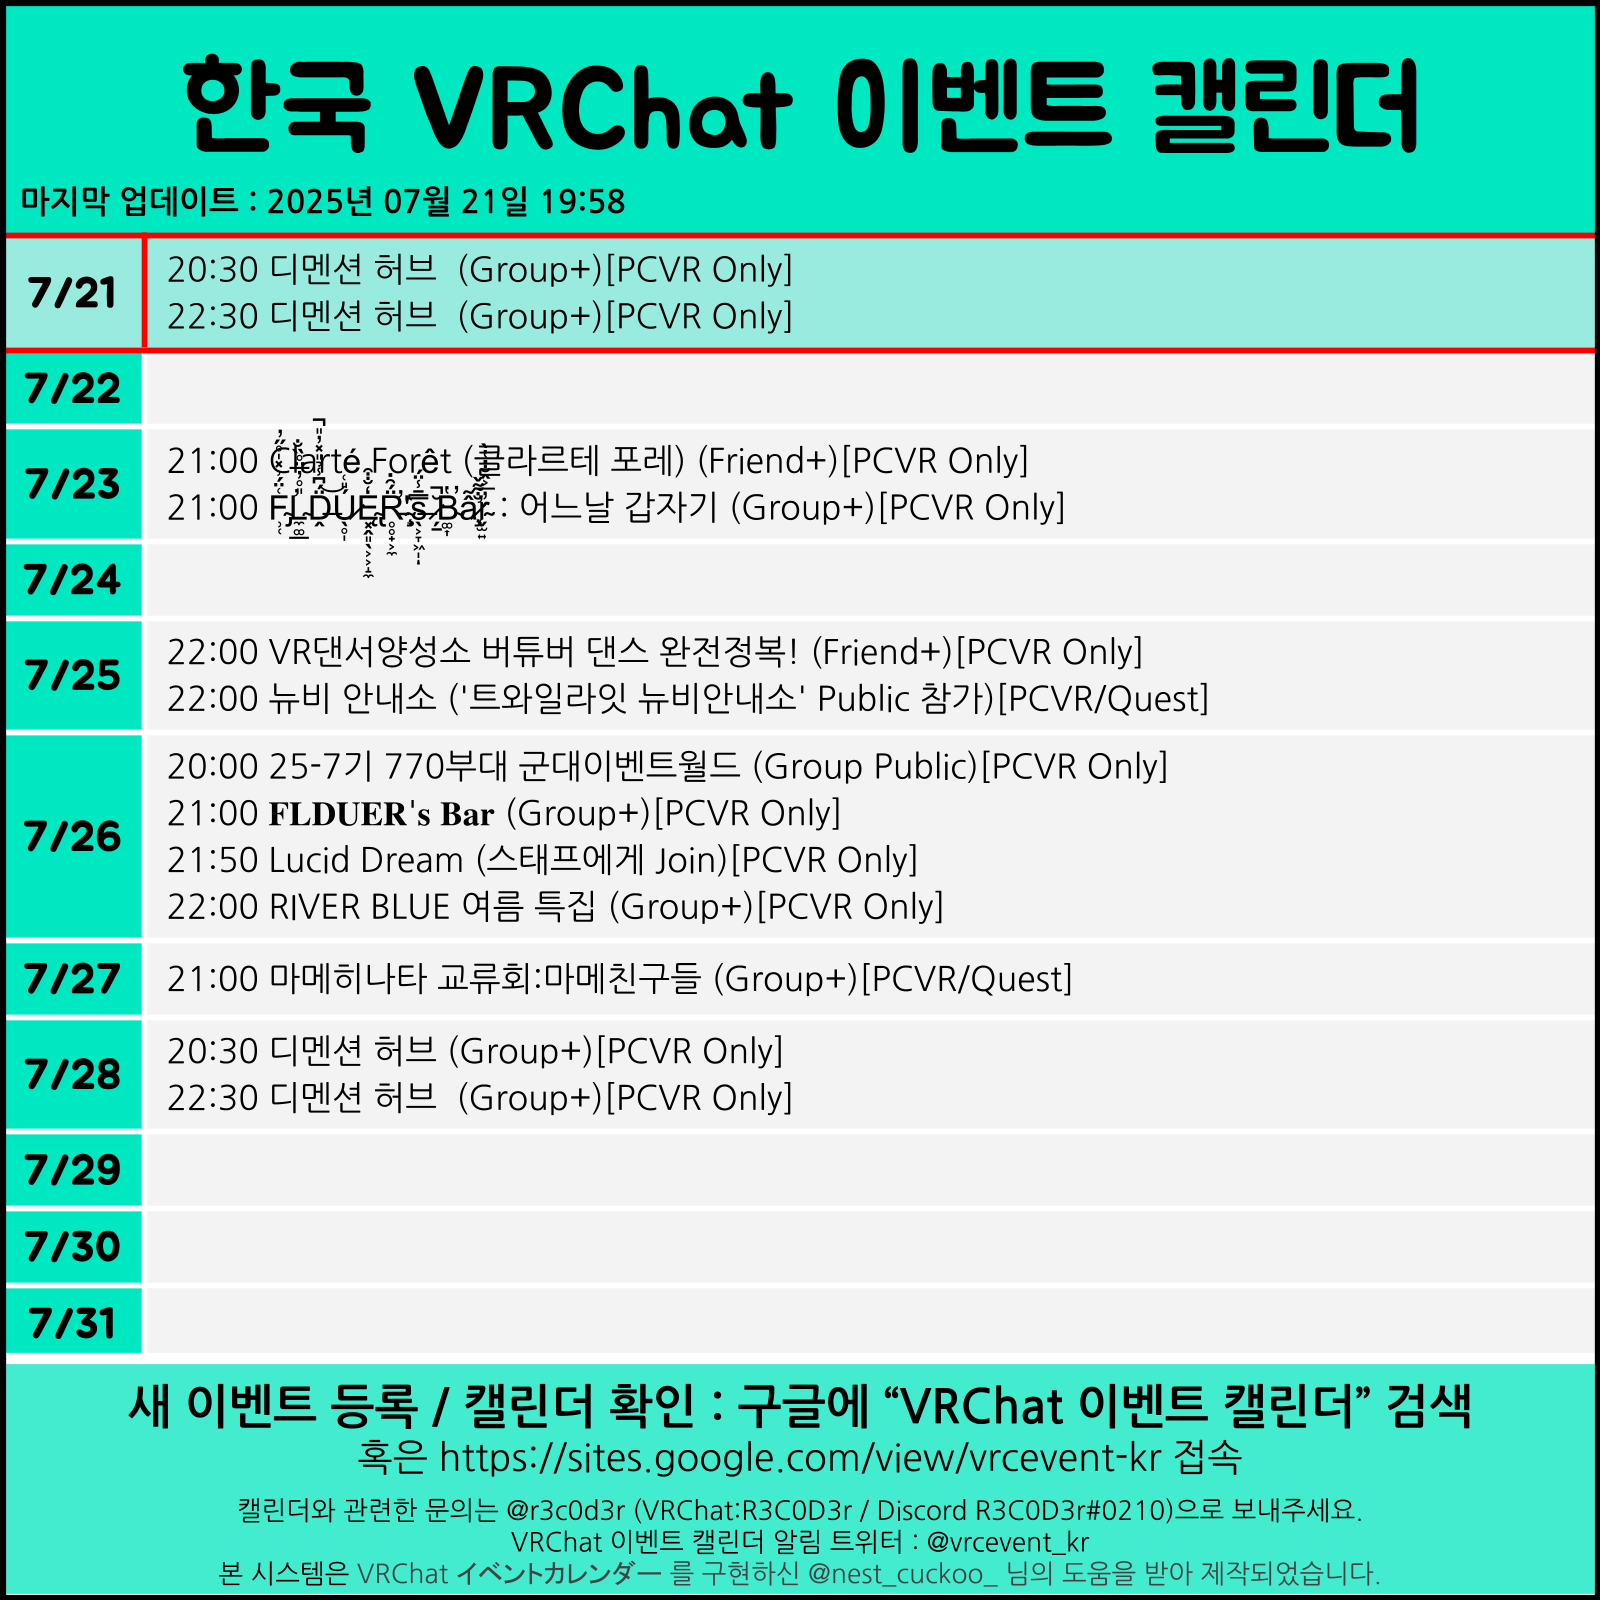 한국 VRChat 이벤트 캘린더
마지막 업데이트 : 2025년 07월 21일 19:58
7/21
20:30 디멘션 허브  (Group+)[PCVR Only]
22:30 디멘션 허브  (Group+)[PCVR Only]
7/22
7/23
21:00 Clarté Forêt (클라르테 포레) (Friend+)[PCVR Only]
21:00 FLDUER's Bar : 어느날 갑자기 (Group+)[PCVR Only]
7/24
7/25
22:00 VR댄서양성소 버튜버 댄스 완전정복! (Friend+)[PCVR Only]
22:00 뉴비 안내소 ('트와일라잇 뉴비안내소' Public 참가)[PCVR/Quest]
7/26
20:00 25-7기 770부대 군대이벤트월드 (Group Public)[PCVR Only]
21:00 FLDUER's Bar (Group+)[PCVR Only]
21:50 Lucid Dream (스태프에게 Join)[PCVR Only]
22:00 RIVER BLUE 여름 특집 (Group+)[PCVR Only]
7/27
21:00 마메히나타 교류회:마메친구들 (Group+)[PCVR/Quest]
7/28
20:30 디멘션 허브 (Group+)[PCVR Only]
22:30 디멘션 허브  (Group+)[PCVR Only]
7/29
7/30
7/31
새 이벤트 등록 / 캘린더 확인 : 구글에 “VRChat 이벤트 캘린더” 검색
혹은 https://sites.google.com/view/vrcevent-kr 접속
캘린더와 관련한 문의는 @r3c0d3r (VRChat:R3C0D3r / Discord R3C0D3r#0210)으로 보내주세요.
VRChat 이벤트 캘린더 알림 트위터 : @vrcevent_kr
본 시스템은 VRChat イベントカレンダー 를 구현하신 @nest_cuckoo_ 님의 도움을 받아 제작되었습니다.